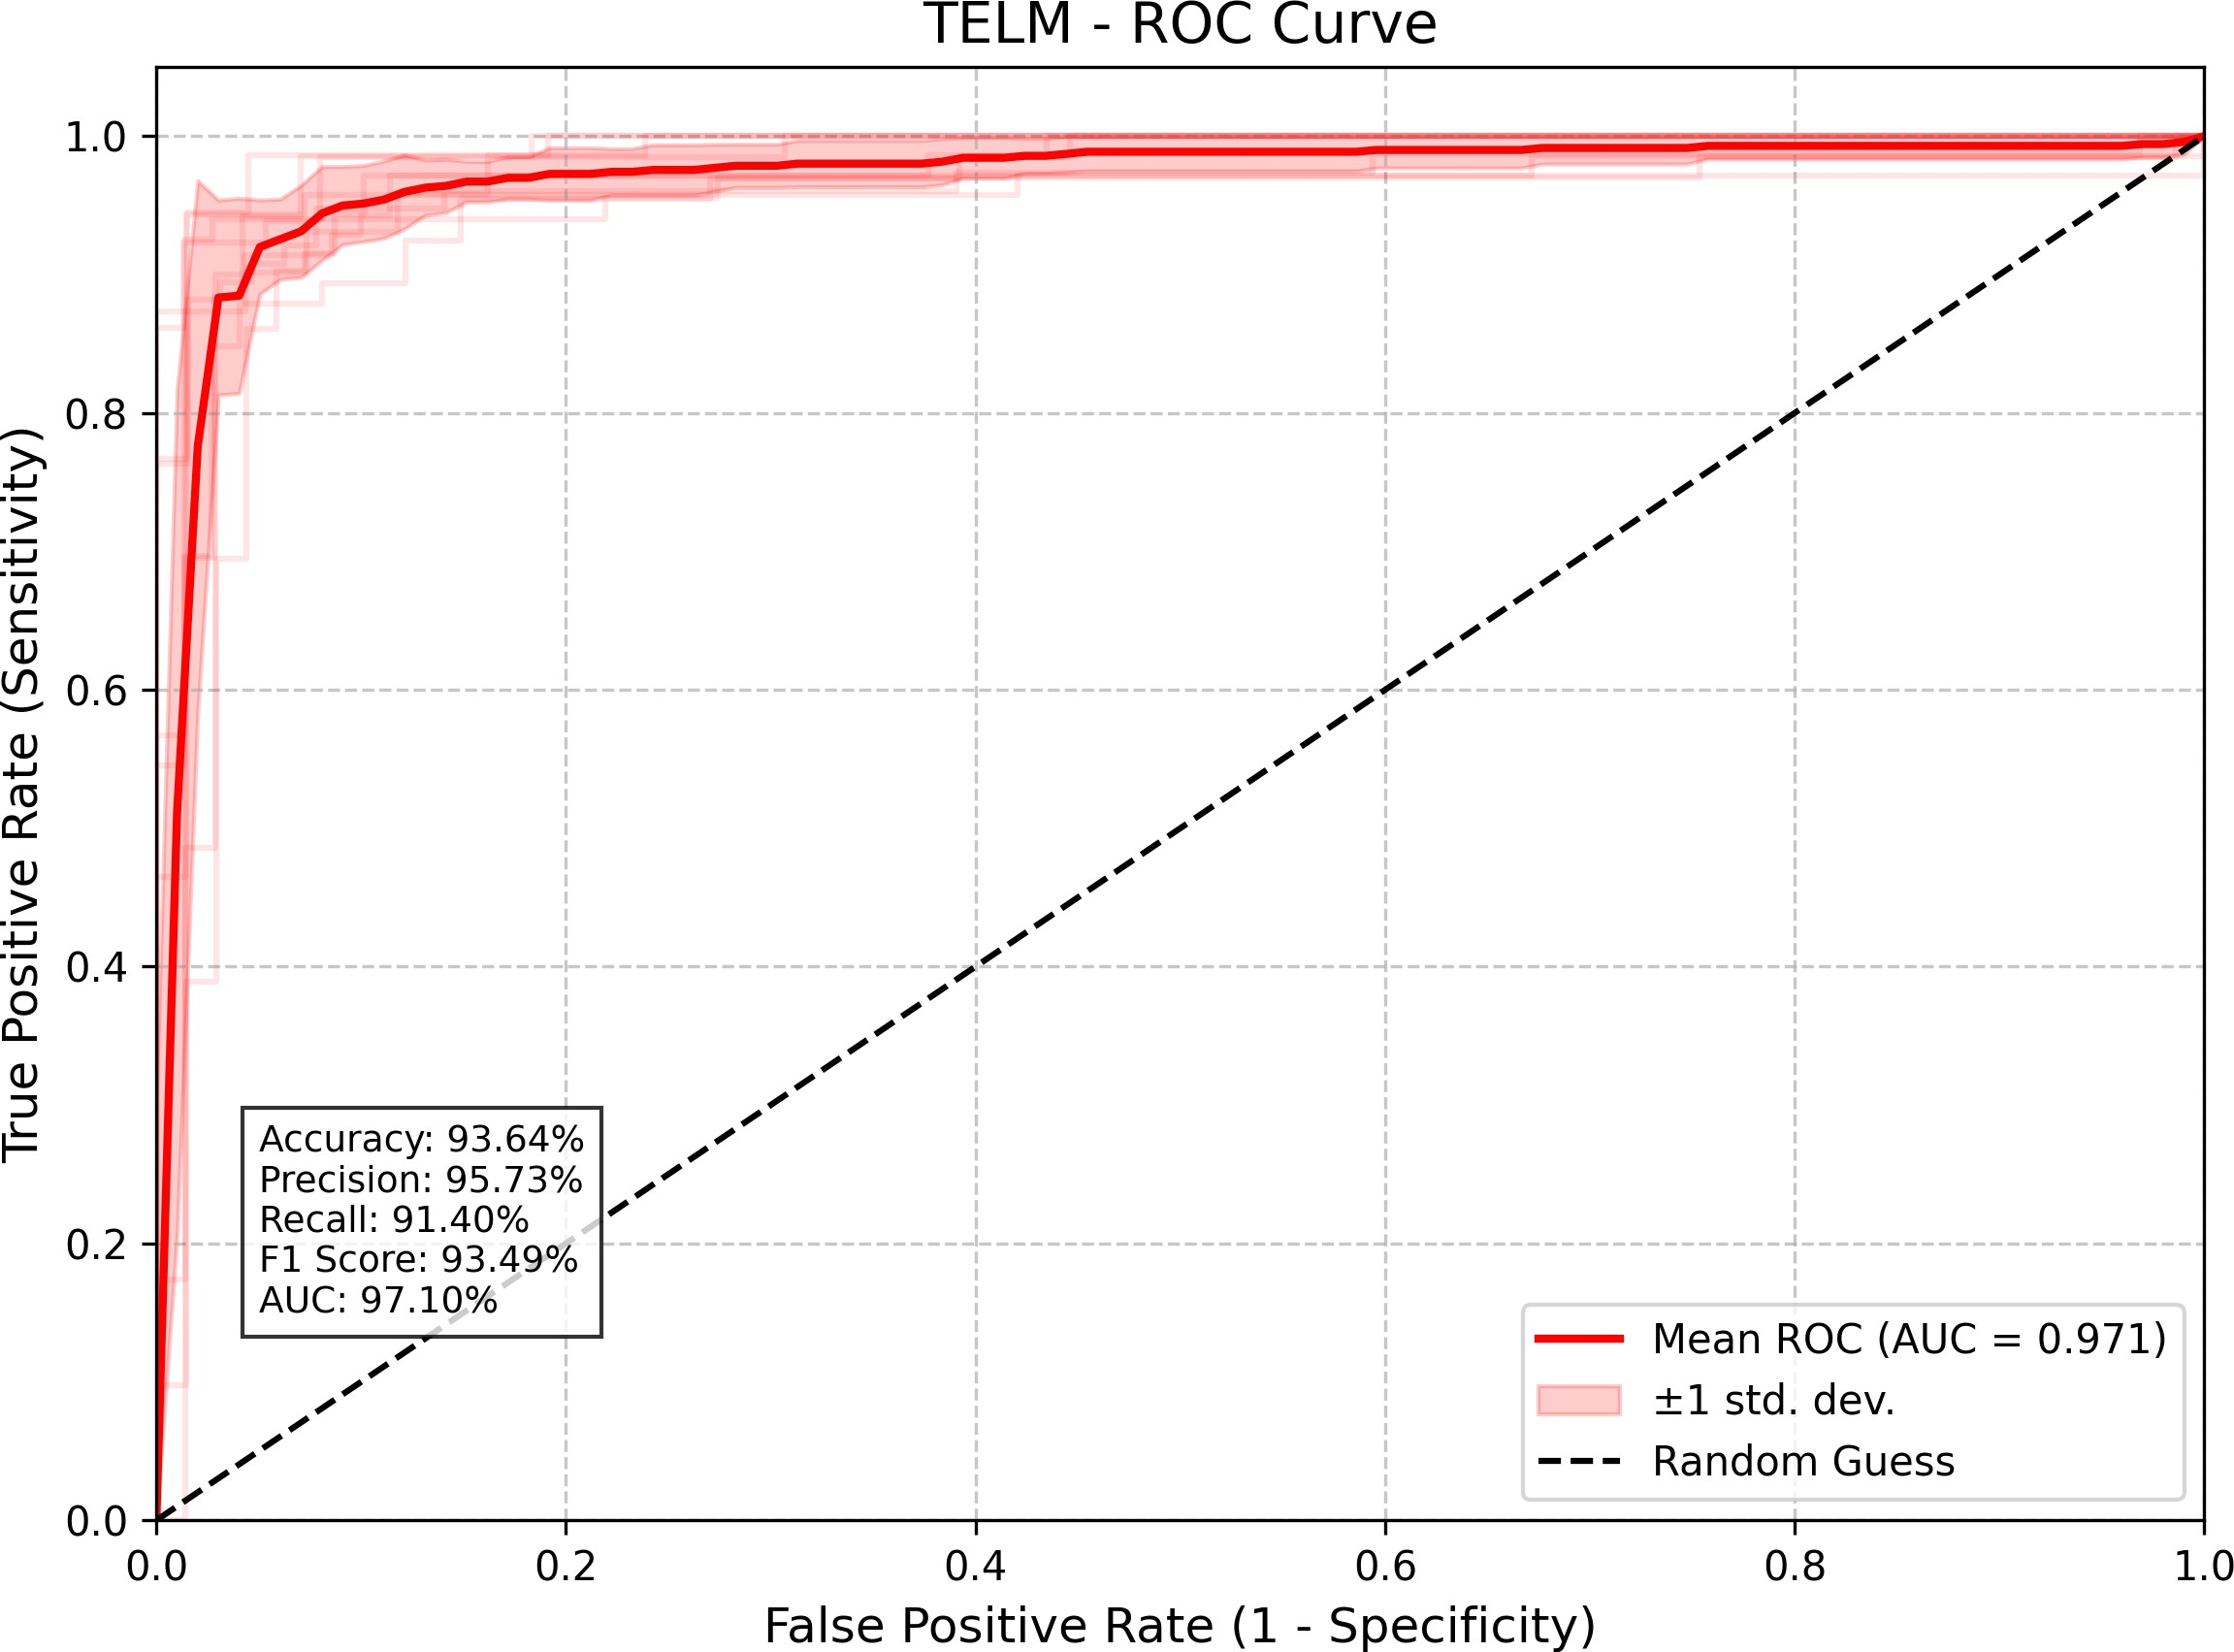 TELM - ROC Curve
True Positive Rate (Sensitivity)
1.0
0.8
0.6
0.4
0.2
0.0
Accuracy: 93.64%
Precision: 95.73%
Recall: 91.40%
F1 Score: 93.49%
AUC: 97.10%
Mean ROC (AUC = 0.971)
±1 std. dev.
Random Guess
0.0 0.2 0.4 0.6 0.8 1.0
False Positive Rate (1 - Specificity)